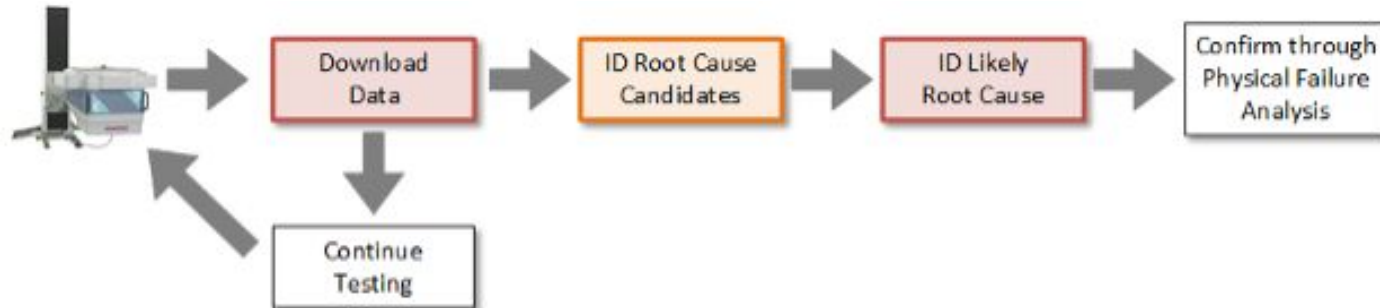 Download
Data
ID Root Cause
Candidates
ID Likely
Root Cause
Confirm through
Physical Failure
Analysis
Continue
Testing